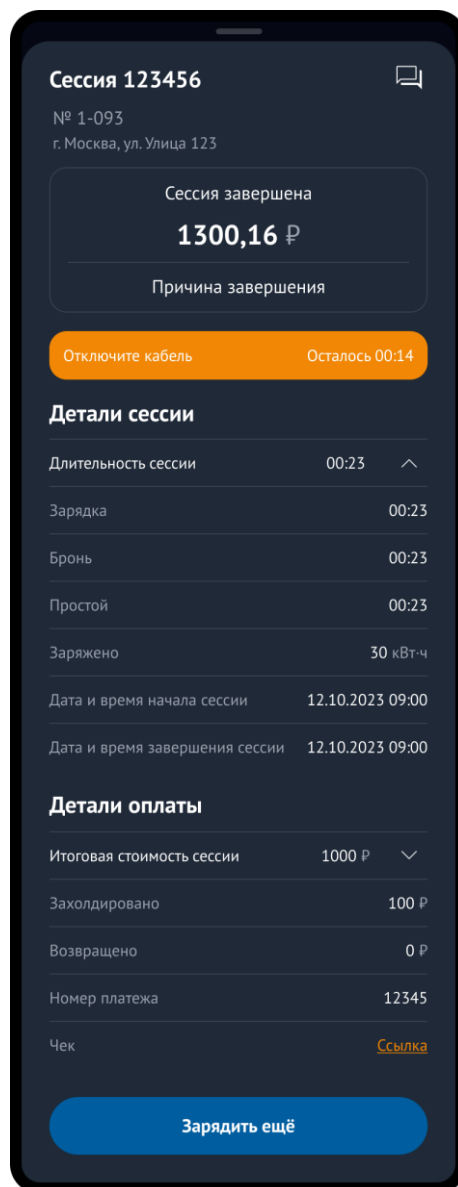 Сессия 123456
№ 1-093
г. Москва, ул. Улица 123
Сессия завершена
1300,16 ₽
Причина завершения
Отключите кабель Осталось 00:14
Детали сессии
Длительность сессии 00:23
Зарядка 00:23
Бронь 00:23
Простой 00:23
Заряжено 30 кВт·ч
Дата и время начала сессии 12.10.2023 09:00
Дата и время завершения сессии 12.10.2023 09:00
Детали оплаты
Итоговая стоимость сессии 1000 ₽
Захолдировано 100 ₽
Возвращено 0 ₽
Номер платежа 12345
Чек Ссылка
Зарядить ещё